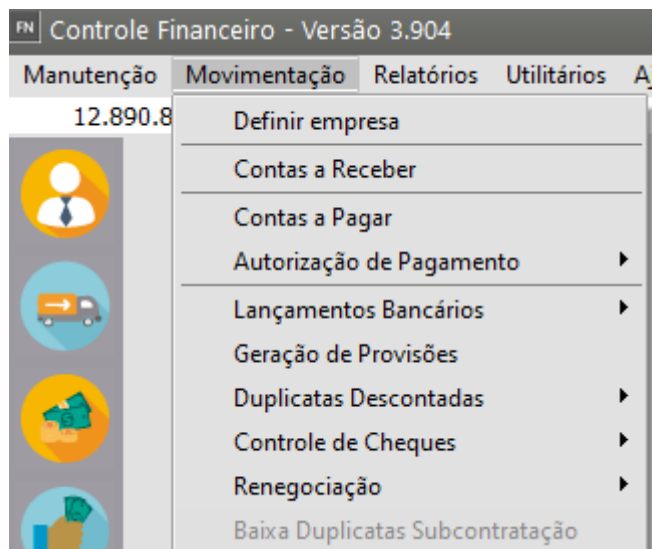 FN Controle Financeiro - Versão 3.904
Manutenção Movimentação Relatórios Utilitários Aj
12.890.8
Definir empresa
Contas a Receber
Contas a Pagar
Autorização de Pagamento
Lançamentos Bancários
Geração de Provisões
Duplicatas Descontadas
Controle de Cheques
Renegociação
Baixa Duplicatas Subcontratação